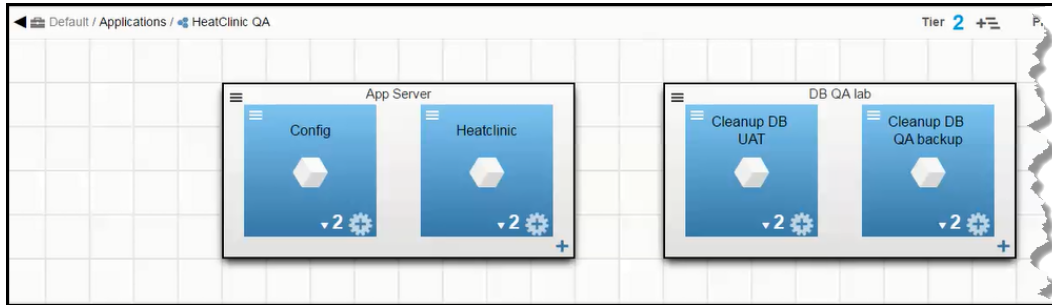 Default / Applications / HeatClinic QA
Tier 2
App Server
Config
2
Heatclinic
2
DB QA lab
Cleanup DB
UAT
2
Cleanup DB
QA backup
2